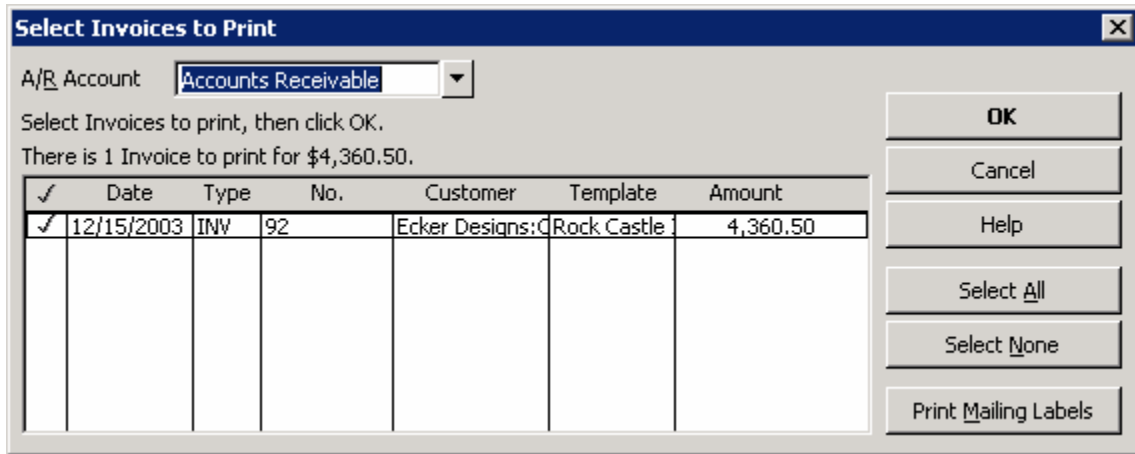 Select Invoices to Print
A/R Account Accounts Receivable
Select Invoices to print, then click OK.
There is 1 Invoice to print for $4,360.50.
✓ Date Type No. Customer Template Amount
✓ 12/15/2003 INV 92 Ecker Designs: Rock Castle 4,360.50
OK
Cancel
Help
Select All
Select None
Print Mailing Labels